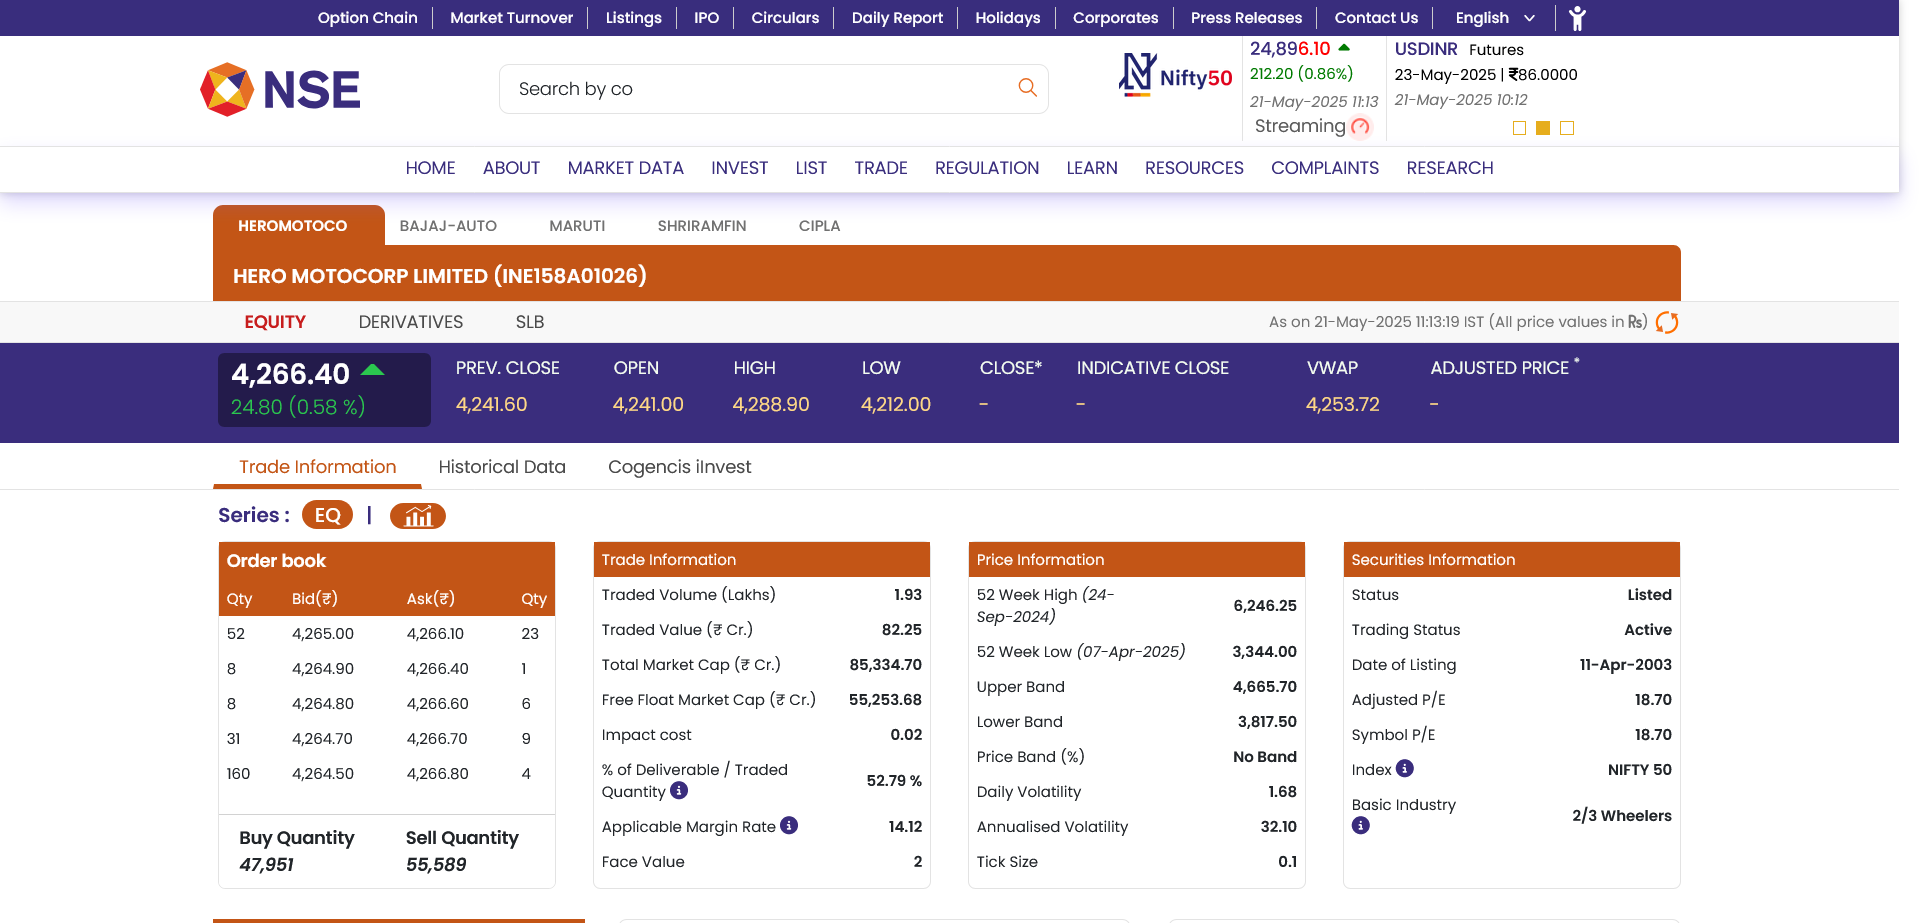 Option Chain Market Turnover Listings IPO Circulars Daily Report Holidays Corporates Press Releases Contact Us English
NSE
Search by co
Nifty50
24,896.10
212.20 (0.86%)
21-May-2025 11:13
Streaming
USDINR Futures
23-May-2025 | ₹86.0000
21-May-2025 10:12
HOME ABOUT MARKET DATA INVEST LIST TRADE REGULATION LEARN RESOURCES COMPLAINTS RESEARCH
HEROMOTOCO BAJAJ-AUTO MARUTI SHRIRAMFIN CIPLA
HERO MOTOCORP LIMITED (INE158A01026)
EQUITY DERIVATIVES SLB
As on 21-May-2025 11:13:19 IST (All price values in ₨)
4,266.40
24.80 (0.58 %)
PREV. CLOSE OPEN HIGH LOW CLOSE* INDICATIVE CLOSE VWAP ADJUSTED PRICE *
4,241.60 4,241.00 4,288.90 4,212.00 - - 4,253.72 -
Trade Information Historical Data Cogencis iInvest
Series : EQ |
Order book
Qty Bid(₹) Ask(₹) Qty
52 4,265.00 4,266.10 23
8 4,264.90 4,266.40 1
8 4,264.80 4,266.60 6
31 4,264.70 4,266.70 9
160 4,264.50 4,266.80 4
Buy Quantity Sell Quantity
47,951 55,589
Trade Information
Traded Volume (Lakhs) 1.93
Traded Value (₹ Cr.) 82.25
Total Market Cap (₹ Cr.) 85,334.70
Free Float Market Cap (₹ Cr.) 55,253.68
Impact cost 0.02
% of Deliverable / Traded
Quantity 52.79 %
Applicable Margin Rate 14.12
Face Value 2
Price Information
52 Week High (24-
Sep-2024) 6,246.25
52 Week Low (07-Apr-2025) 3,344.00
Upper Band 4,665.70
Lower Band 3,817.50
Price Band (%) No Band
Daily Volatility 1.68
Annualised Volatility 32.10
Tick Size 0.1
Securities Information
Status Listed
Trading Status Active
Date of Listing 11-Apr-2003
Adjusted P/E 18.70
Symbol P/E 18.70
Index NIFTY 50
Basic Industry 2/3 Wheelers